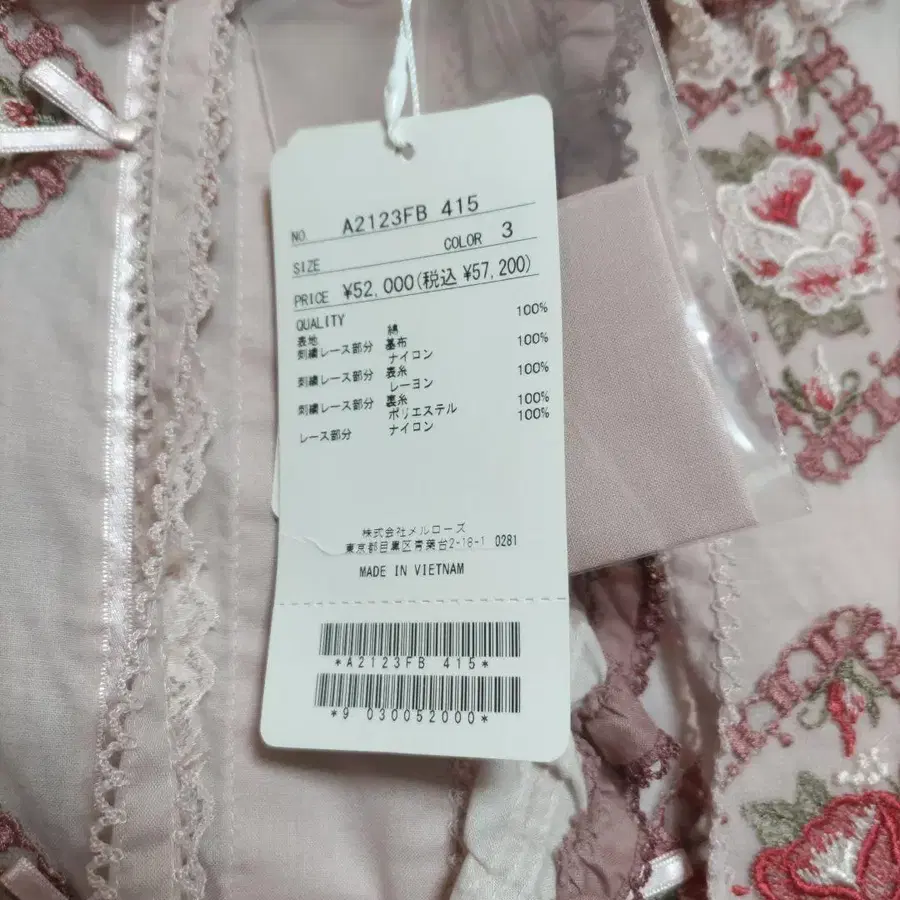 NO A2123FB 415
SIZE COLOR 3
PRICE ¥52,000(税込 ¥57,200)
QUALITY
表地 綿 100%
刺繍レース部分 基布
ナイロン 100%
刺繍レース部分 表糸
レーヨン 100%
刺繍レース部分 裏糸
ポリエステル 100%
レース部分 ナイロン 100%
株式会社メルローズ
東京都目黒区青葉台2-18-1 0281
MADE IN VIETNAM
*A2123FB 415*
*9 030052000*